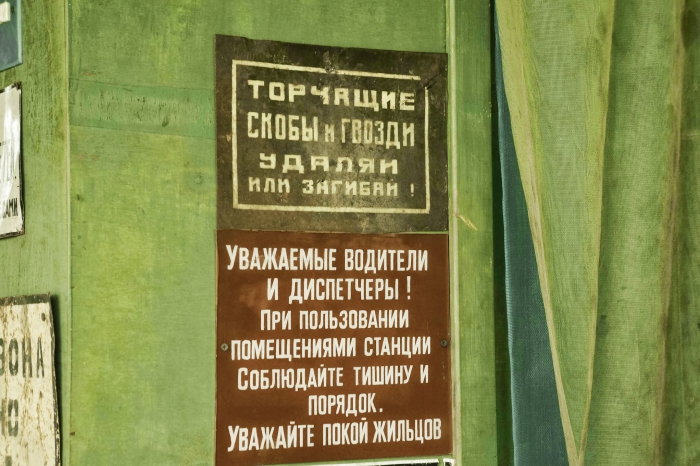 ТОРЧАЩИЕ
СКОБЫ и ГВОЗДИ
УДАЛЯЙ
ИЛИ ЗАГИБАЙ !
УВАЖАЕМЫЕ ВОДИТЕЛИ
И ДИСПЕТЧЕРЫ !
ПРИ ПОЛЬЗОВАНИИ
ПОМЕЩЕНИЯМИ СТАНЦИИ
СОБЛЮДАЙТЕ ТИШИНУ И
ПОРЯДОК.
УВАЖАЙТЕ ПОКОЙ ЖИЛЬЦОВ